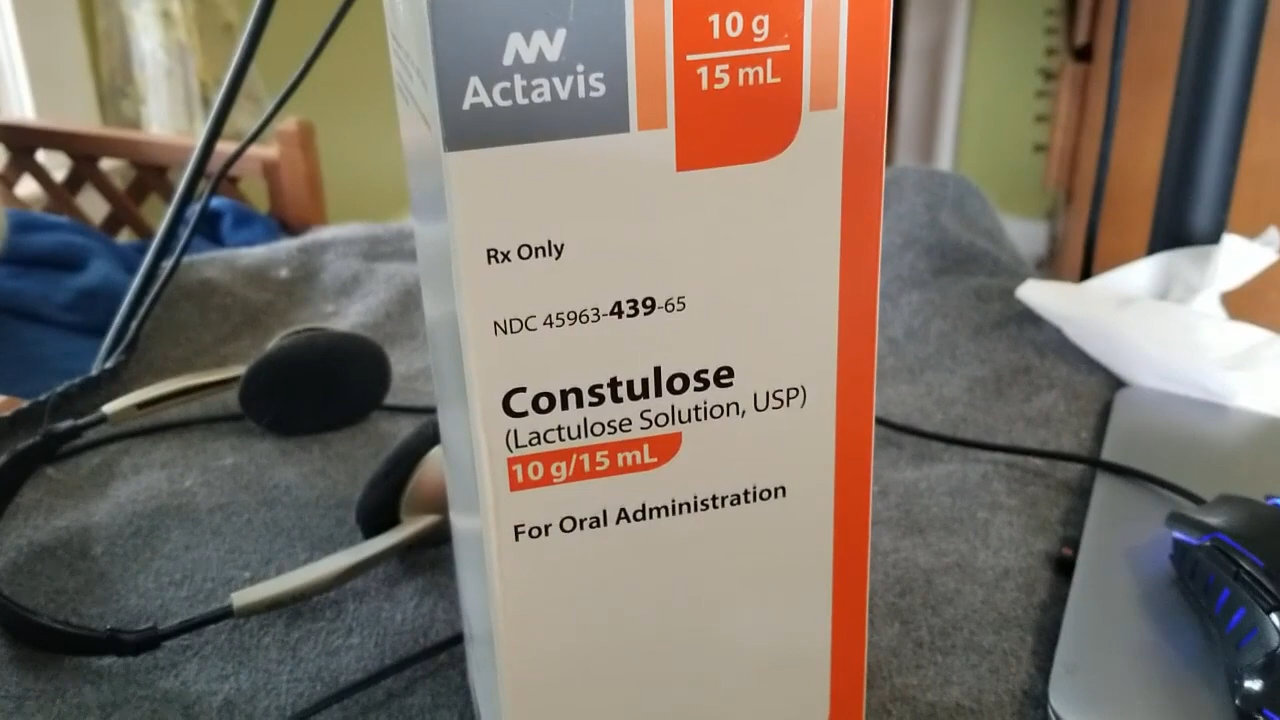 Actavis
10 g
15 mL
Rx Only
NDC 45963-439-65
Constulose
(Lactulose Solution, USP)
10 g/15 mL
For Oral Administration